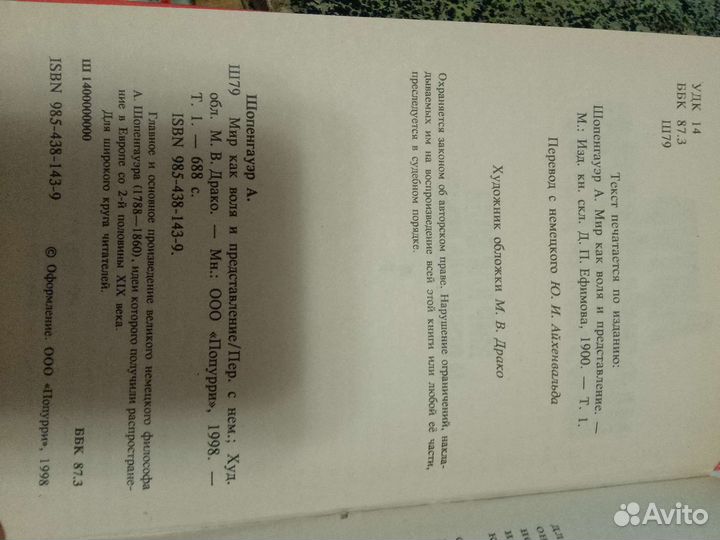 УДК 14
ББК 87.3
Ш79
Текст печатается по изданию:
Шопенгауэр А. Мир как воля и представление. —
М.: Изд. кн. скл. Д. П. Ефимова, 1900. — Т. 1.
Перевод с немецкого Ю. И. Айхенвальда
Художник обложки М. В. Драко
Охраняется законом об авторском праве. Нарушение ограничений, накла-
дываемых им на воспроизведение всей этой книги или любой её части,
преследуется в судебном порядке.
Шопенгауэр А.
Ш79 Мир как воля и представление/Пер. с нем.; Худ.
обл. М. В. Драко. — Мн.: ООО «Попурри», 1998. —
Т. 1. — 688 с.
ISBN 985-438-143-9.
Главное и основное произведение великого немецкого философа
А. Шопенгауэра (1788—1860), идеи которого получили распростране-
ние в Европе со 2-й половины XIX века.
Для широкого круга читателей.
Ш 1400000000
ББК 87.3
ISBN 985-438-143-9
© Оформление. ООО «Попурри», 1998
Avito